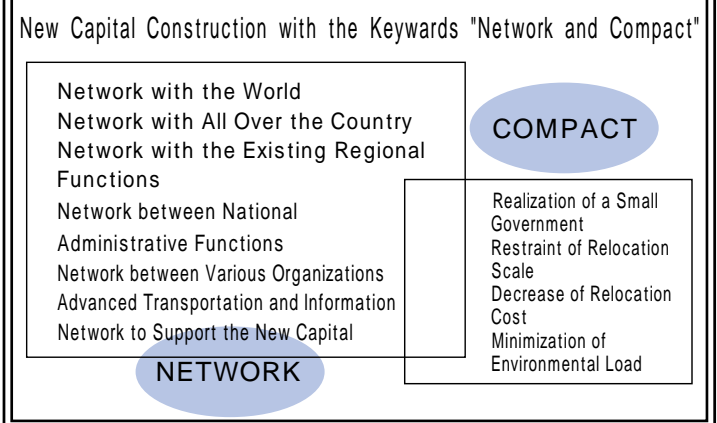 New Capital Construction with the Keywards "Network and Compact"
Network with the World
Network with All Over the Country
Network with the Existing Regional
Functions
Network between National
Administrative Functions
Network between Various Organizations
Advanced Transportation and Information
Network to Support the New Capital
NETWORK
COMPACT
Realization of a Small
Government
Restraint of Relocation
Scale
Decrease of Relocation
Cost
Minimization of
Environmental Load